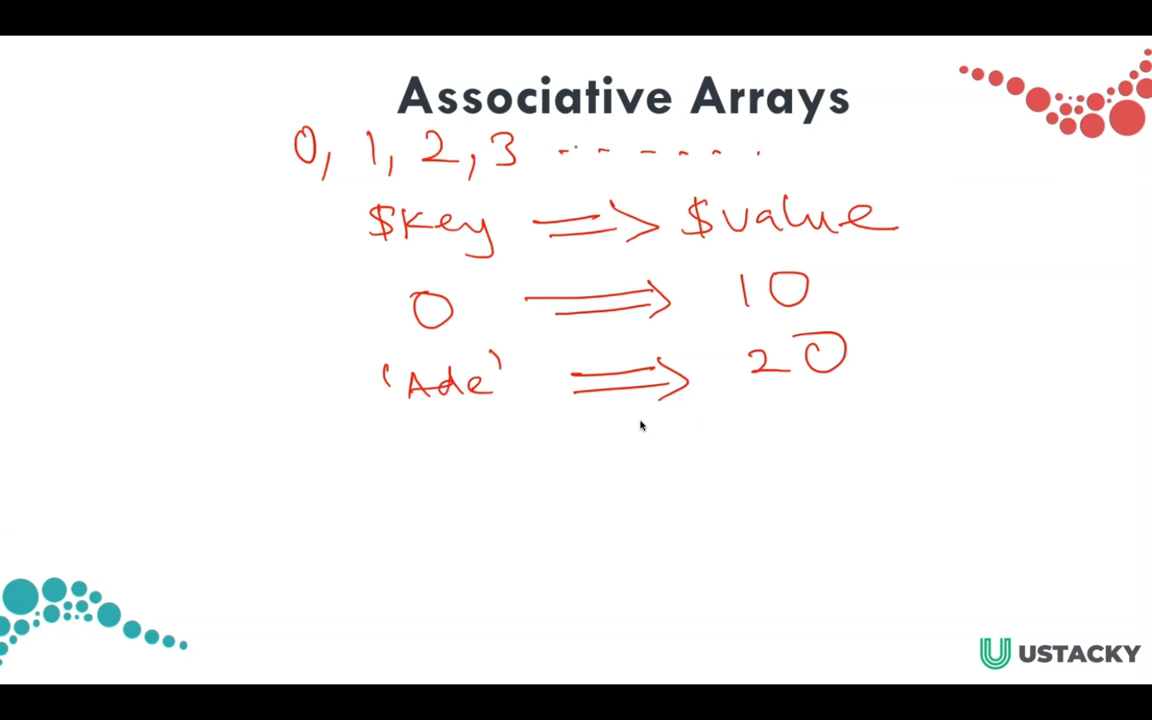 Associative Arrays
0, 1, 2, 3 - - - - - - .
$key => $value
0 => 10
'Ade' => 20
USTACKY